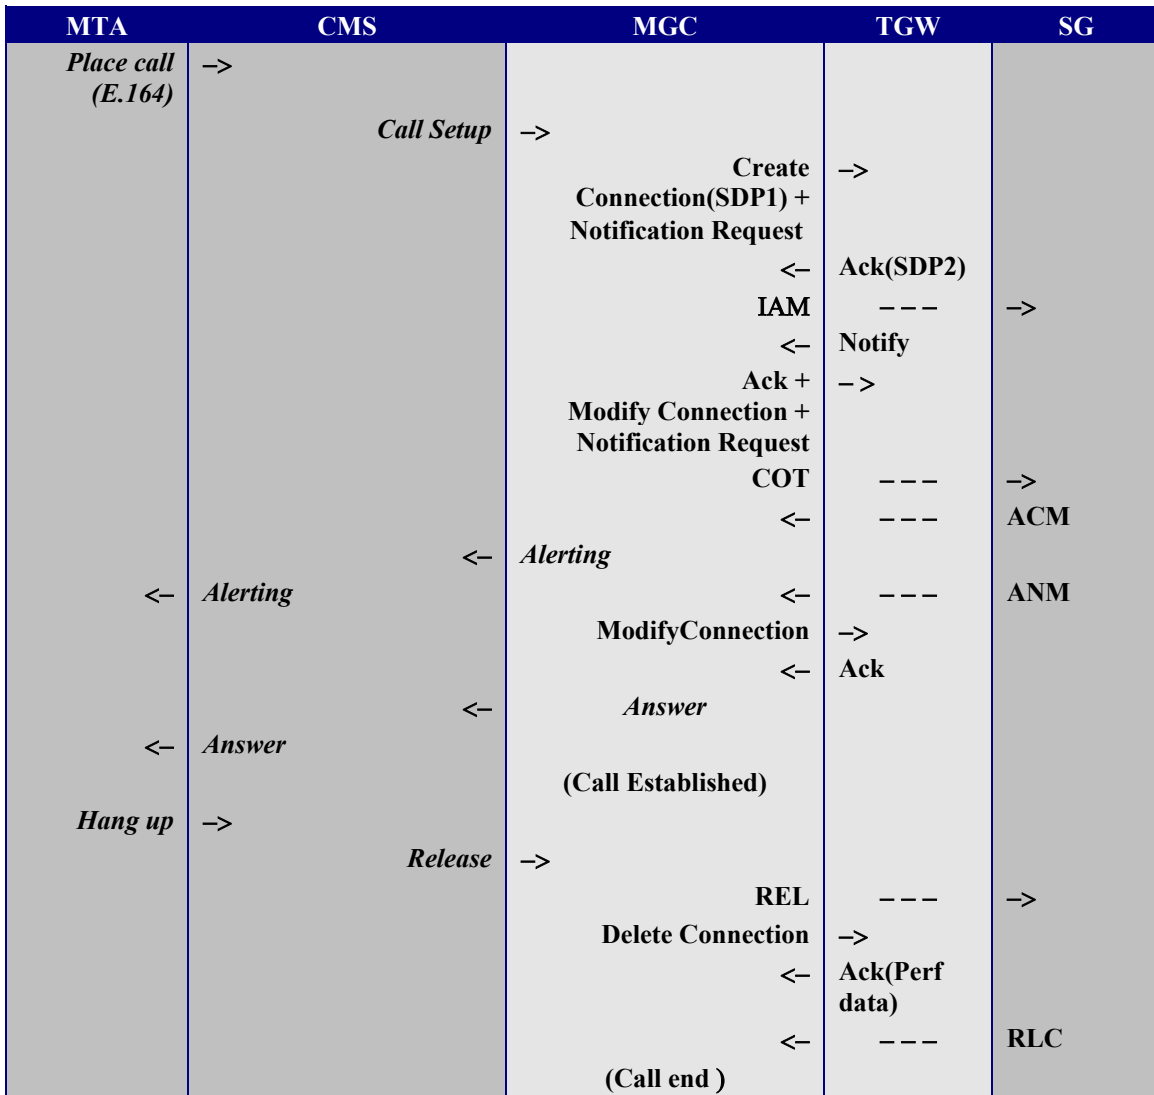 MTA CMS MGC TGW SG
Place call –>
(E.164)
Call Setup –>
Create –>
Connection(SDP1) +
Notification Request
<– Ack(SDP2)
IAM – – – –>
<– Notify
Ack + – >
Modify Connection +
Notification Request
COT – – – –>
<– – – – ACM
<– Alerting
<– Alerting <– – – – ANM
ModifyConnection –>
<– Ack
<– Answer
<– Answer
(Call Established)
Hang up –>
Release –>
REL – – – –>
Delete Connection –>
<– Ack(Perf
data)
<– – – – RLC
(Call end )